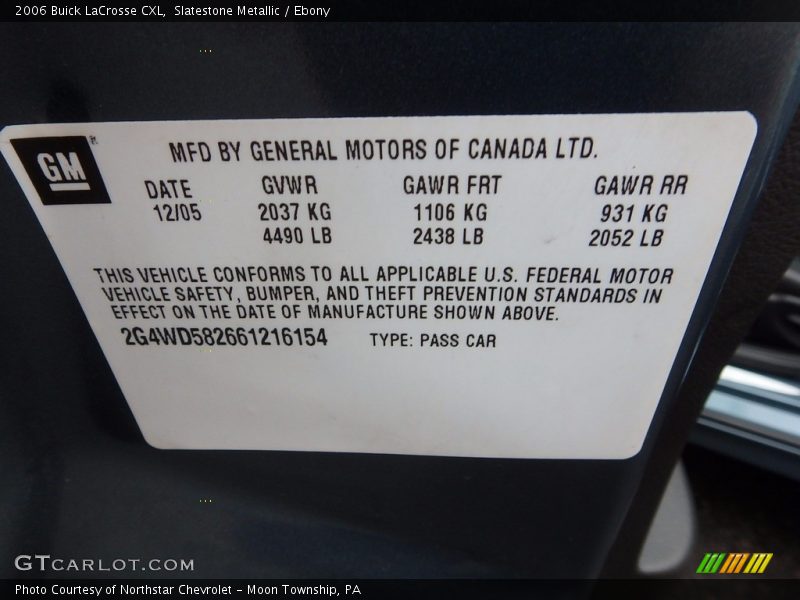 2006 Buick LaCrosse CXL, Slatestone Metallic / Ebony
GM
MFD BY GENERAL MOTORS OF CANADA LTD.
DATE GVWR GAWR FRT GAWR RR
12/05 2037 KG 1106 KG 931 KG
4490 LB 2438 LB 2052 LB
THIS VEHICLE CONFORMS TO ALL APPLICABLE U.S. FEDERAL MOTOR
VEHICLE SAFETY, BUMPER, AND THEFT PREVENTION STANDARDS IN
EFFECT ON THE DATE OF MANUFACTURE SHOWN ABOVE.
2G4WD582661216154 TYPE: PASS CAR
GTCARLOT.COM
Photo Courtesy of Northstar Chevrolet - Moon Township, PA